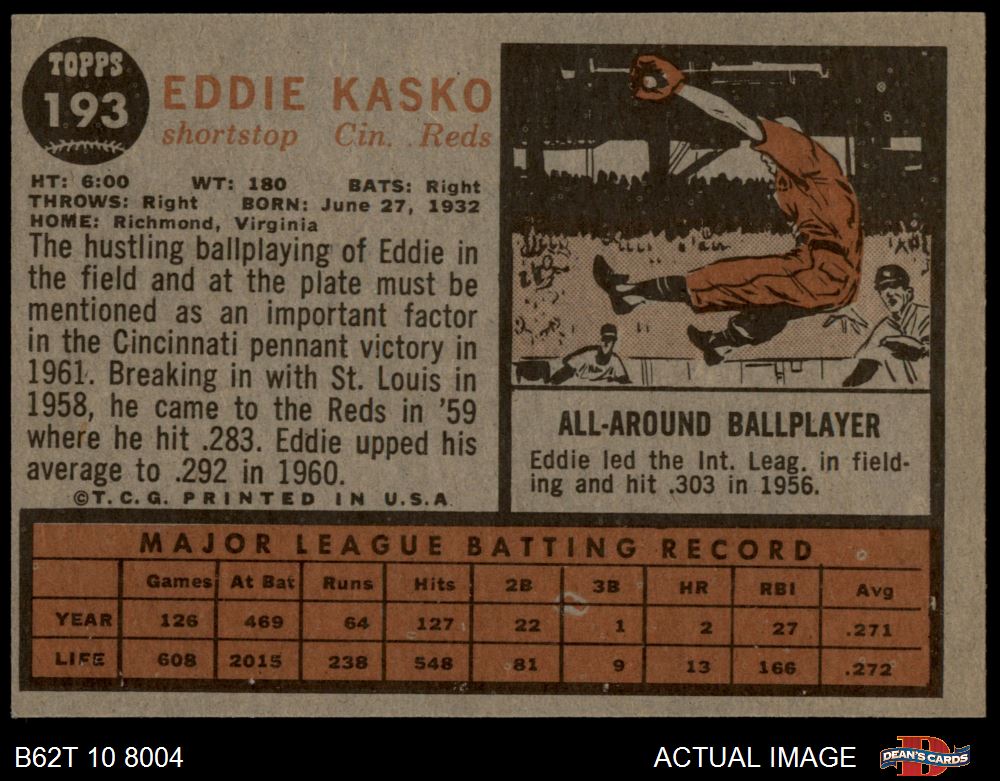 TOPPS
193
EDDIE KASKO
shortstop Cin. Reds
HT: 6:00 WT: 180 BATS: Right
THROWS: Right BORN: June 27, 1932
HOME: Richmond, Virginia
The hustling ballplaying of Eddie in
the field and at the plate must be
mentioned as an important factor
in the Cincinnati pennant victory in
1961. Breaking in with St. Louis in
1958, he came to the Reds in '59
where he hit .283. Eddie upped his
average to .292 in 1960.
©T.C.G. PRINTED IN U.S.A.
ALL-AROUND BALLPLAYER
Eddie led the Int. Leag. in field-
ing and hit .303 in 1956.
MAJOR LEAGUE BATTING RECORD
Games At Bat Runs Hits 2B 3B HR RBI Avg
YEAR 126 469 64 127 22 1 2 27 .271
LIFE 608 2015 238 548 81 9 13 166 .272
B62T 10 8004
ACTUAL IMAGE
D
DEAN'S CARDS